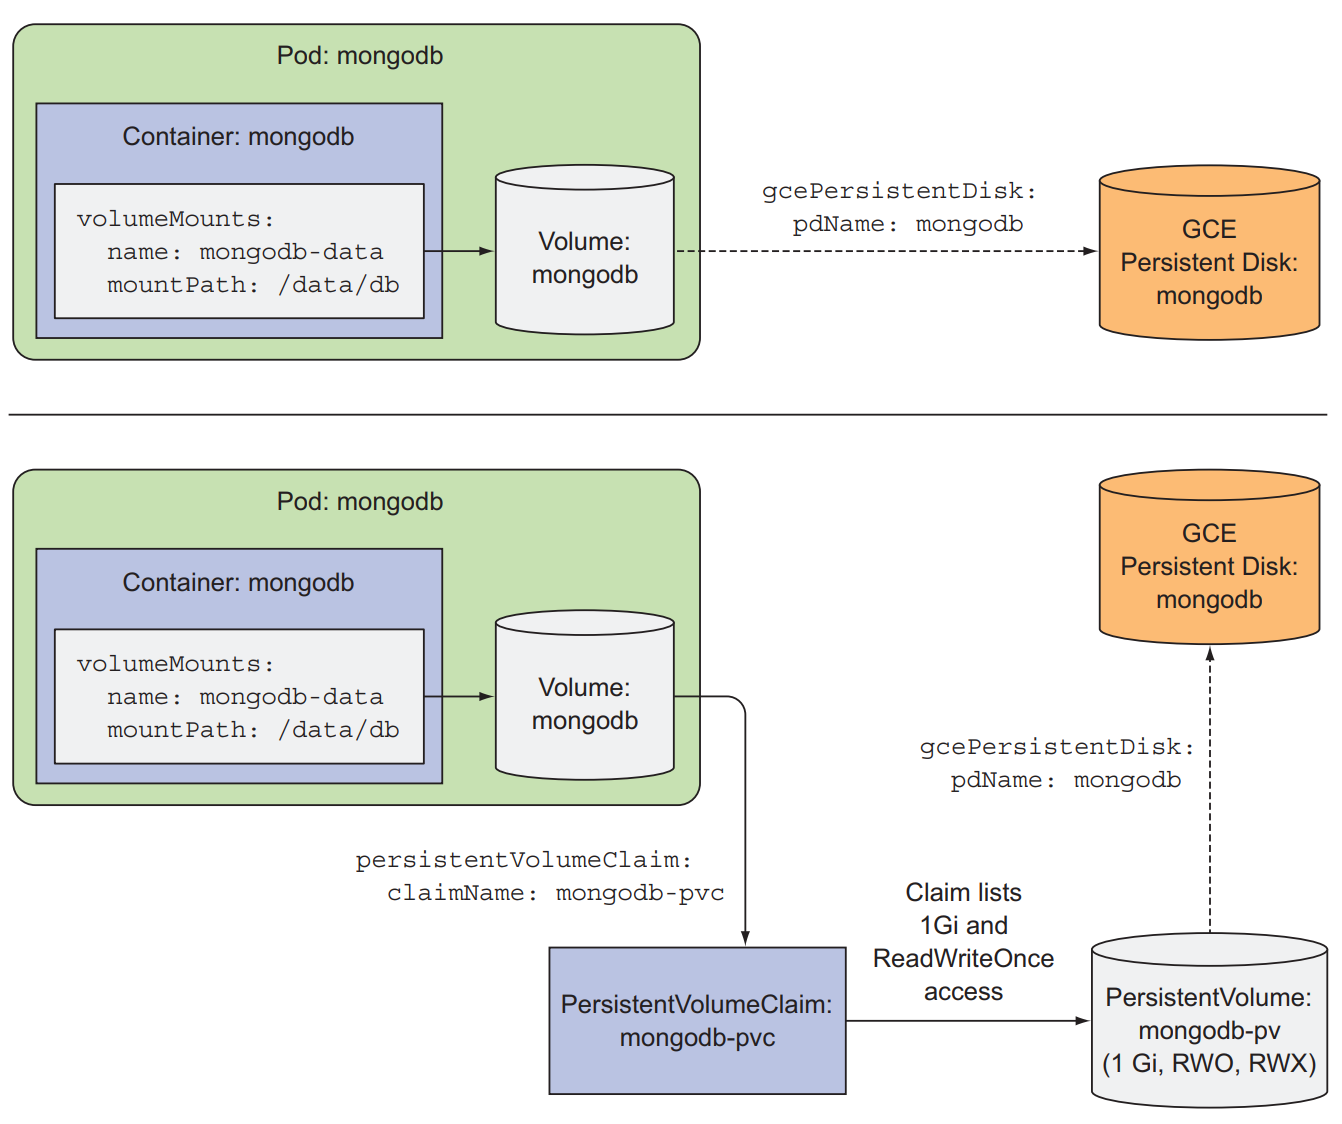 Pod: mongodb
Container: mongodb
volumeMounts:
name: mongodb-data
mountPath: /data/db
Volume:
mongodb
gcePersistentDisk:
pdName: mongodb
GCE
Persistent Disk:
mongodb
Pod: mongodb
Container: mongodb
volumeMounts:
name: mongodb-data
mountPath: /data/db
Volume:
mongodb
GCE
Persistent Disk:
mongodb
gcePersistentDisk:
pdName: mongodb
persistentVolumeClaim:
claimName: mongodb-pvc
Claim lists
1Gi and
ReadWriteOnce
access
PersistentVolumeClaim:
mongodb-pvc
PersistentVolume:
mongodb-pv
(1 Gi, RWO, RWX)